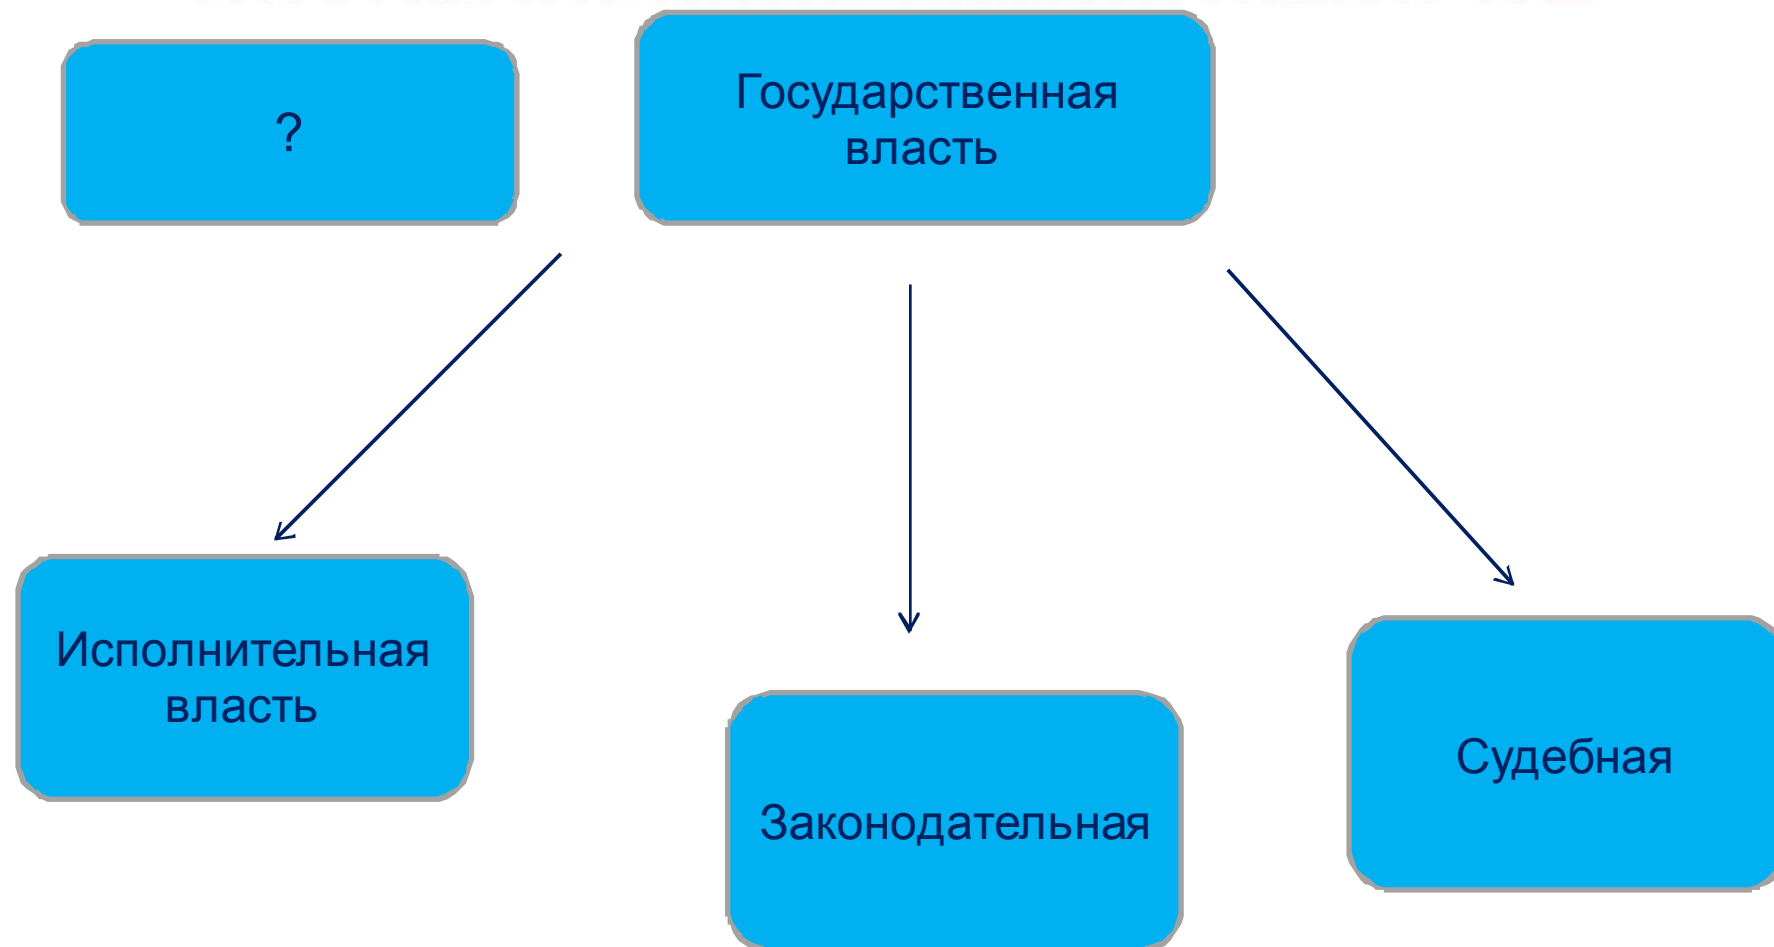 ?
Государственная
власть
Исполнительная
власть
Законодательная
Судебная